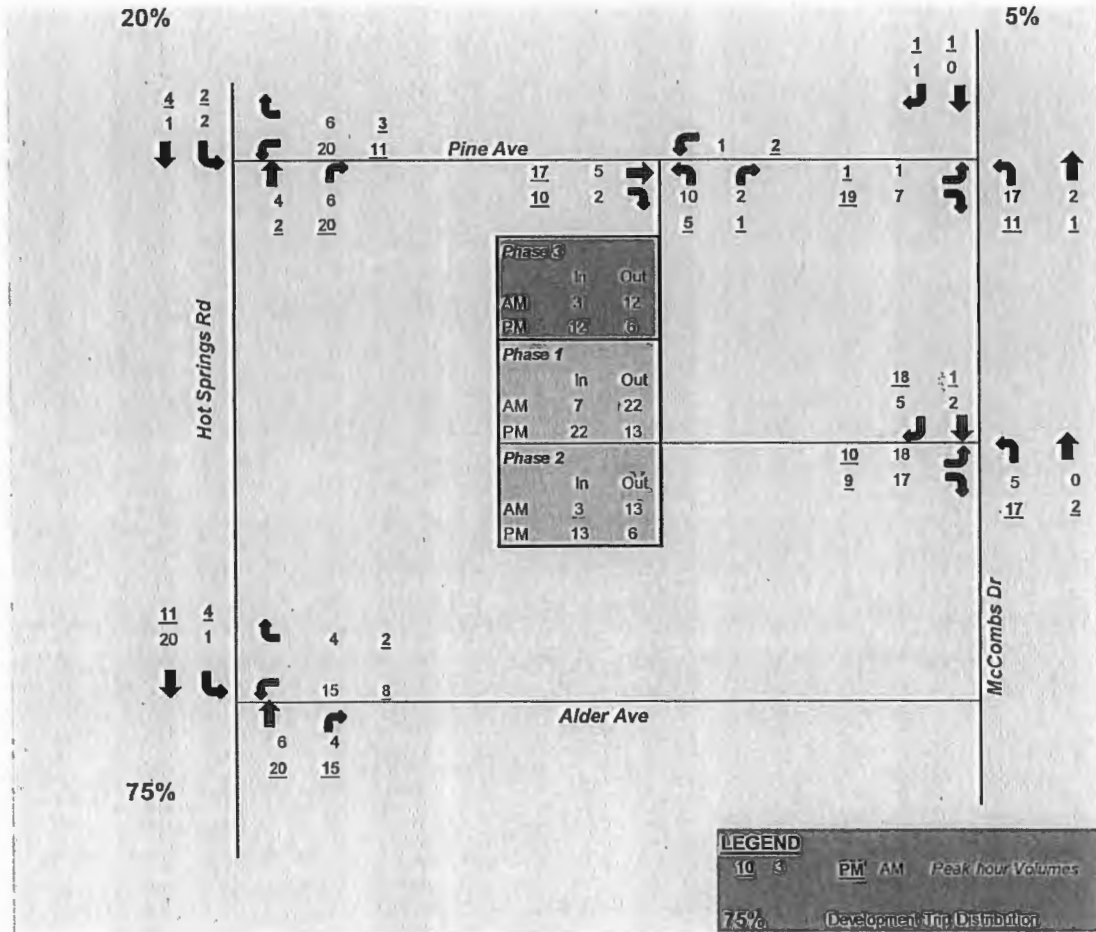 20% 5%
1 1
1 0
4 2
1 2
6 3
20 11
Pine Ave
1 2
17 5
10 2
10 2
5 1
1 1
19 7
17 2
11 1
4 6
2 20
Hot Springs Rd
Phase 3
In Out
AM 3 12
PM 12 6
Phase 1
In Out
AM 7 22
PM 22 13
Phase 2
In Out
AM 3 13
PM 13 6
18 1
5 2
10 18
9 17
5 0
17 2
McCombs Dr
11 4
20 1
4 2
15 8
Alder Ave
6 4
20 15
75%
LEGEND
10 3 PM AM Peak hour Volumes
75% Development Trip Distribution